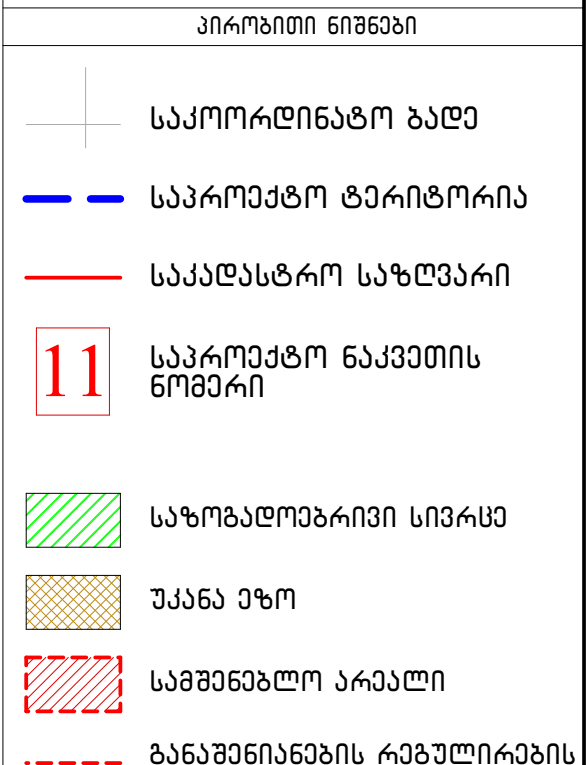 პირობითი ნიშნები
საკოორდინატო ბადე
საპროექტო ტერიტორია
საკადასტრო საზღვარი
11
საპროექტო ნაკვეთის
ნომერი
საზოგადოებრივი სივრცე
უკანა ეზო
სამშენებლო არეალი
განაშენიანების რეგულირების